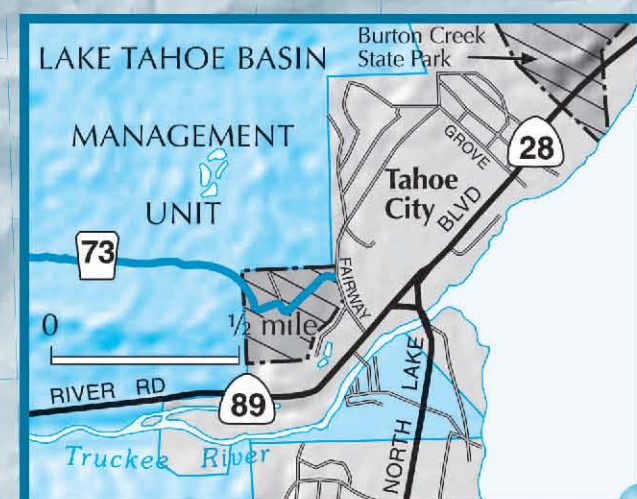 LAKE TAHOE BASIN
MANAGEMENT
UNIT
Burton Creek
State Park
GROVE
28
Tahoe
City
BLVD
73
FAIRWAY
0
½ mile
RIVER RD
89
NORTH LAKE
Truckee River